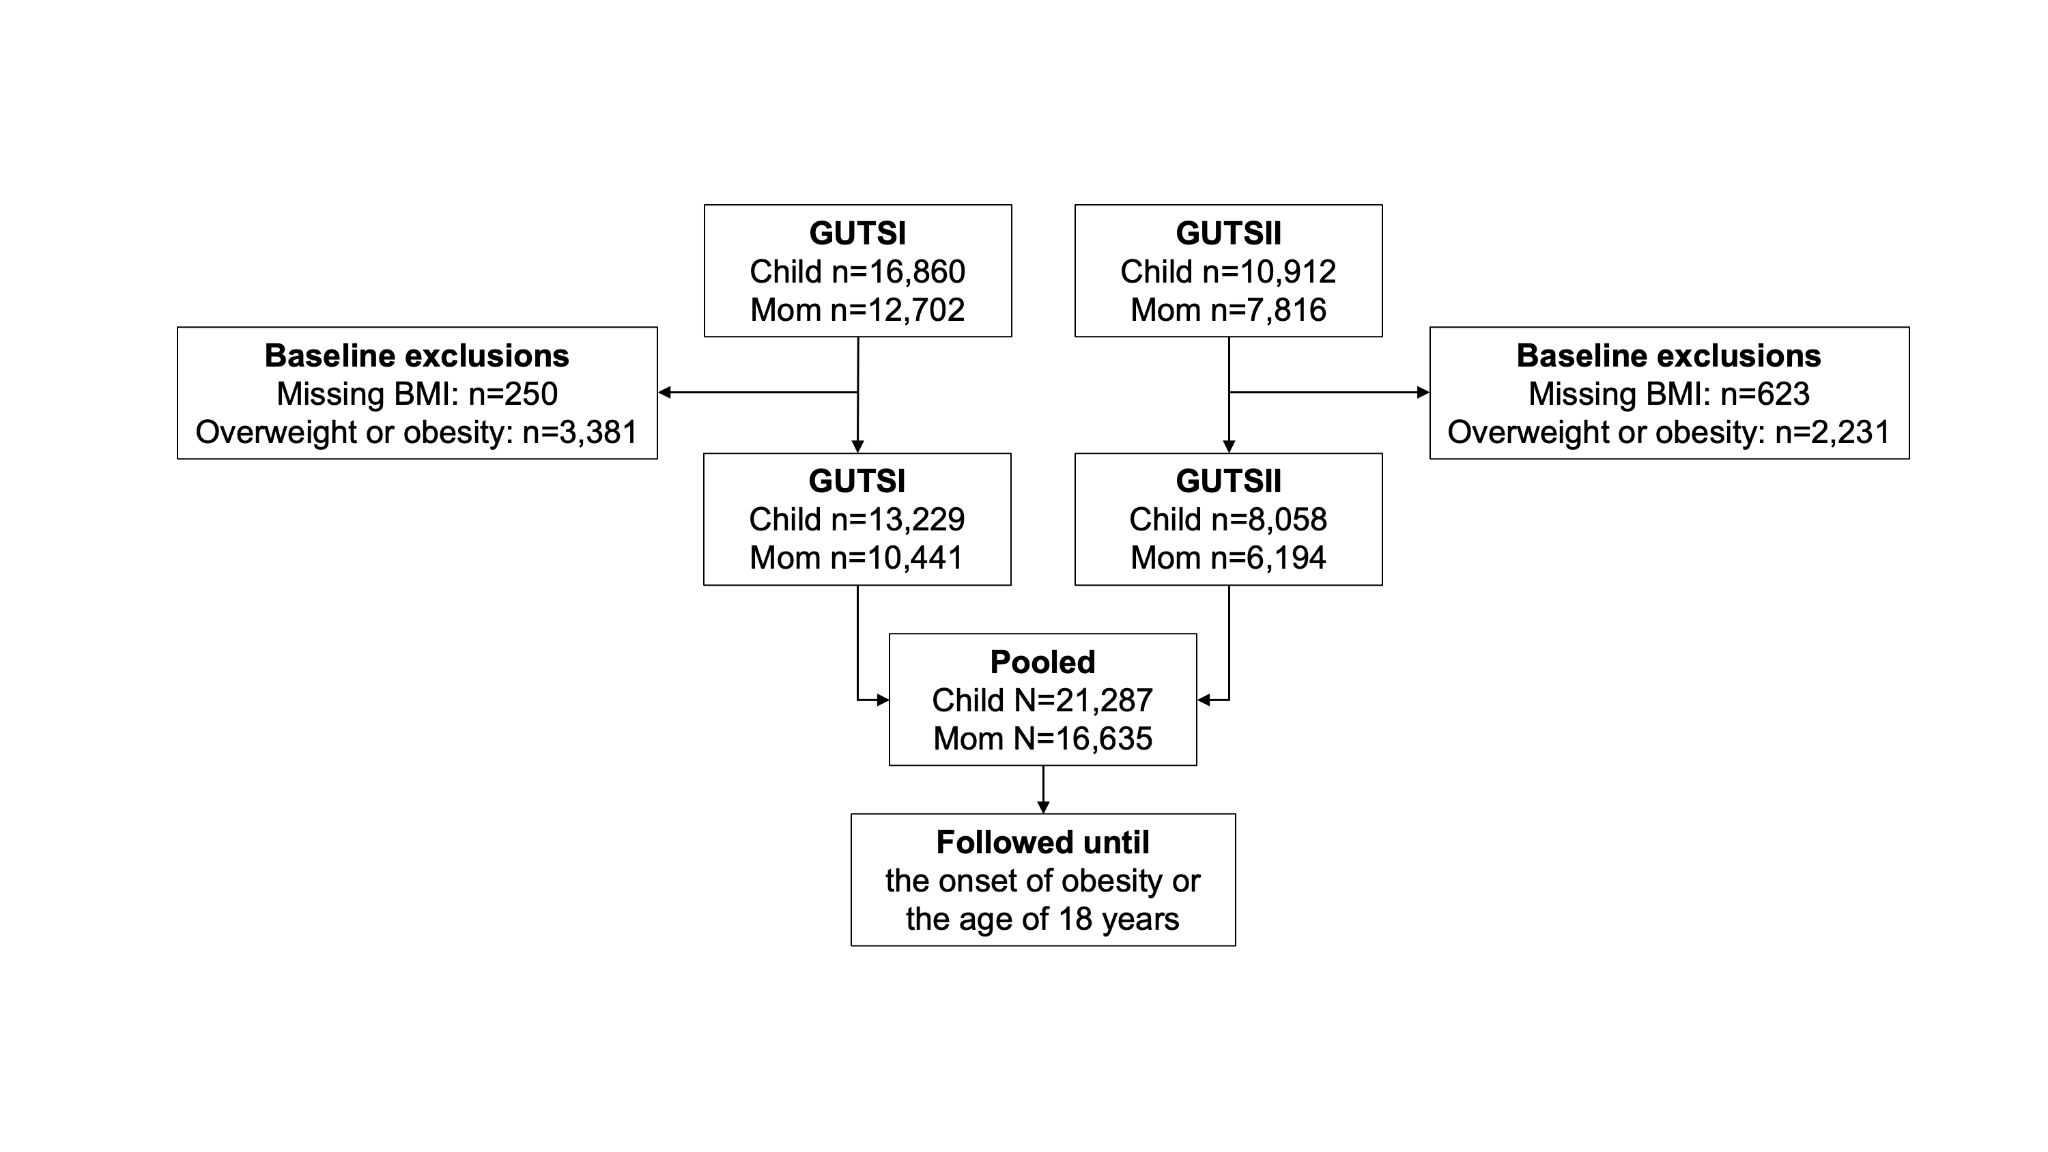 GUTSI
Child n=16,860
Mom n=12,702
GUTSII
Child n=10,912
Mom n=7,816
Baseline exclusions
Missing BMI: n=250
Overweight or obesity: n=3,381
Baseline exclusions
Missing BMI: n=623
Overweight or obesity: n=2,231
GUTSI
Child n=13,229
Mom n=10,441
GUTSII
Child n=8,058
Mom n=6,194
Pooled
Child N=21,287
Mom N=16,635
Followed until
the onset of obesity or
the age of 18 years